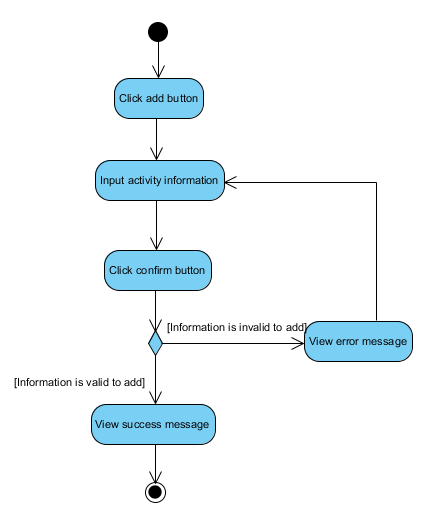 Click add button
Input activity information
Click confirm button
[Information is invalid to add]
View error message
[Information is valid to add]
View success message